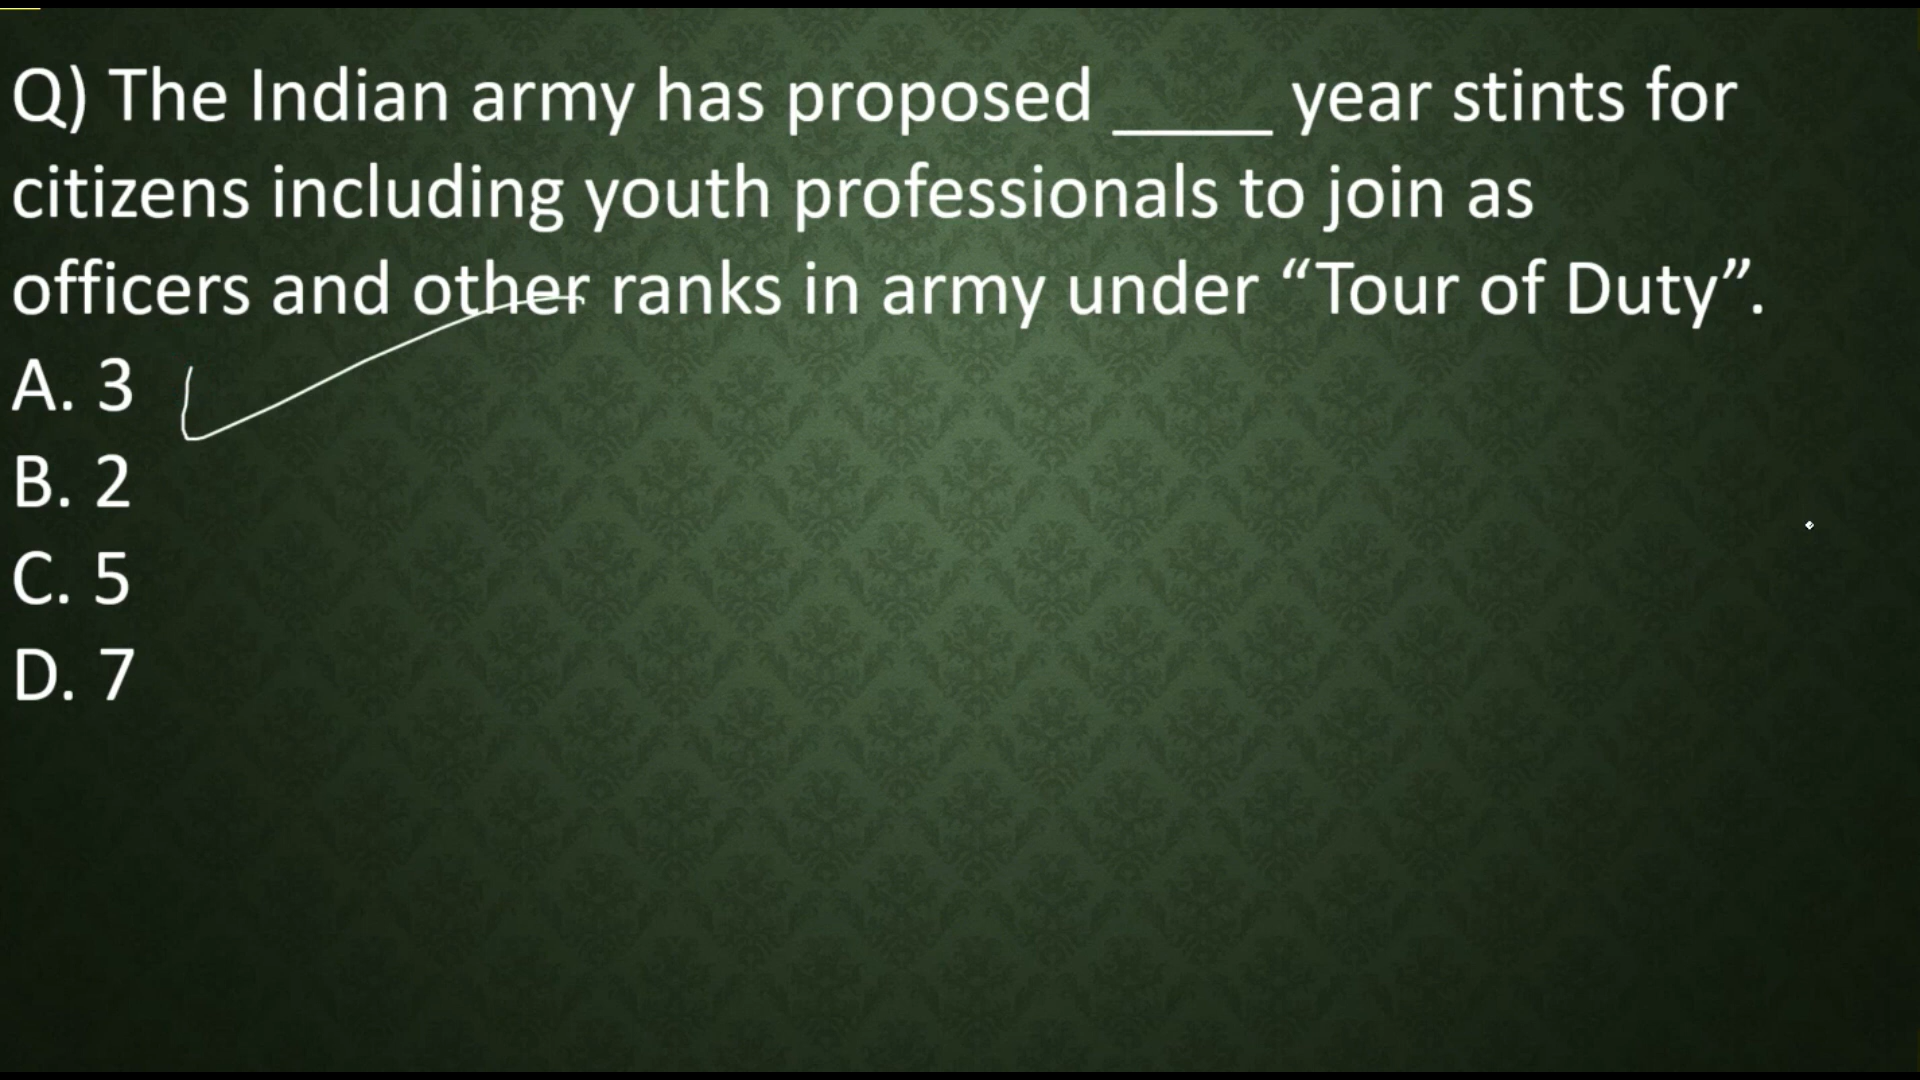 Q) The Indian army has proposed _____ year stints for
citizens including youth professionals to join as
officers and other ranks in army under “Tour of Duty”.
A. 3
B. 2
C. 5
D. 7